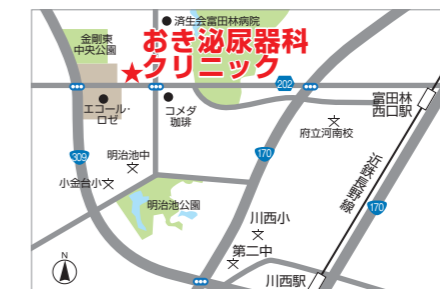 済生会富田林病院
金剛東
中央公園
おき泌尿器科
クリニック
202
エコール・
ロゼ
コメダ
珈琲
富田林
西口駅
府立河南校
309
明治池中
170
小金台小
近鉄長野線
明治池公園
170
川西小
第二中
川西駅
N